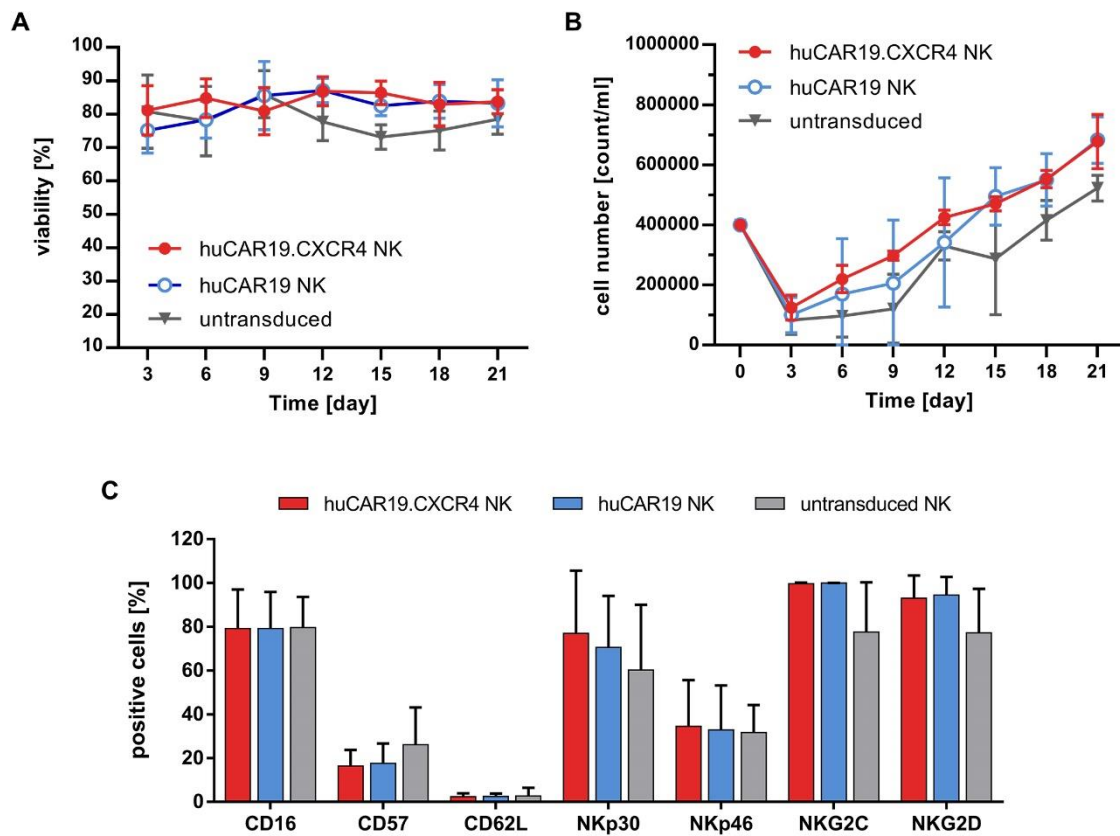 A
100
90
80
70
60
50
40
30
20
10
viability [%]
huCAR19.CXCR4 NK
huCAR19 NK
untransduced
3 6 9 12 15 18 21
Time [day]
B
1000000
800000
600000
400000
200000
0
cell number [count/ml]
huCAR19.CXCR4 NK
huCAR19 NK
untransduced
0 3 6 9 12 15 18 21
Time [day]
C
huCAR19.CXCR4 NK huCAR19 NK untransduced NK
120
100
80
60
40
20
0
positive cells [%]
CD16 CD57 CD62L NKp30 NKp46 NKG2C NKG2D